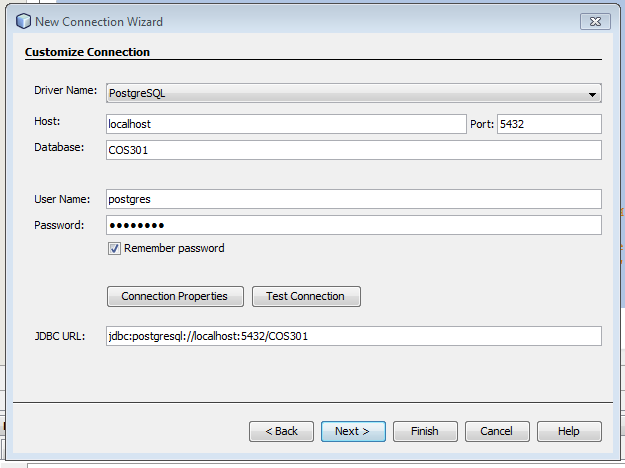 New Connection Wizard
Customize Connection
Driver Name: PostgreSQL
Host: localhost Port: 5432
Database: COS301
User Name: postgres
Password: ●●●●●●●●
Remember password
Connection Properties Test Connection
JDBC URL: jdbc:postgresql://localhost:5432/COS301
< Back Next > Finish Cancel Help